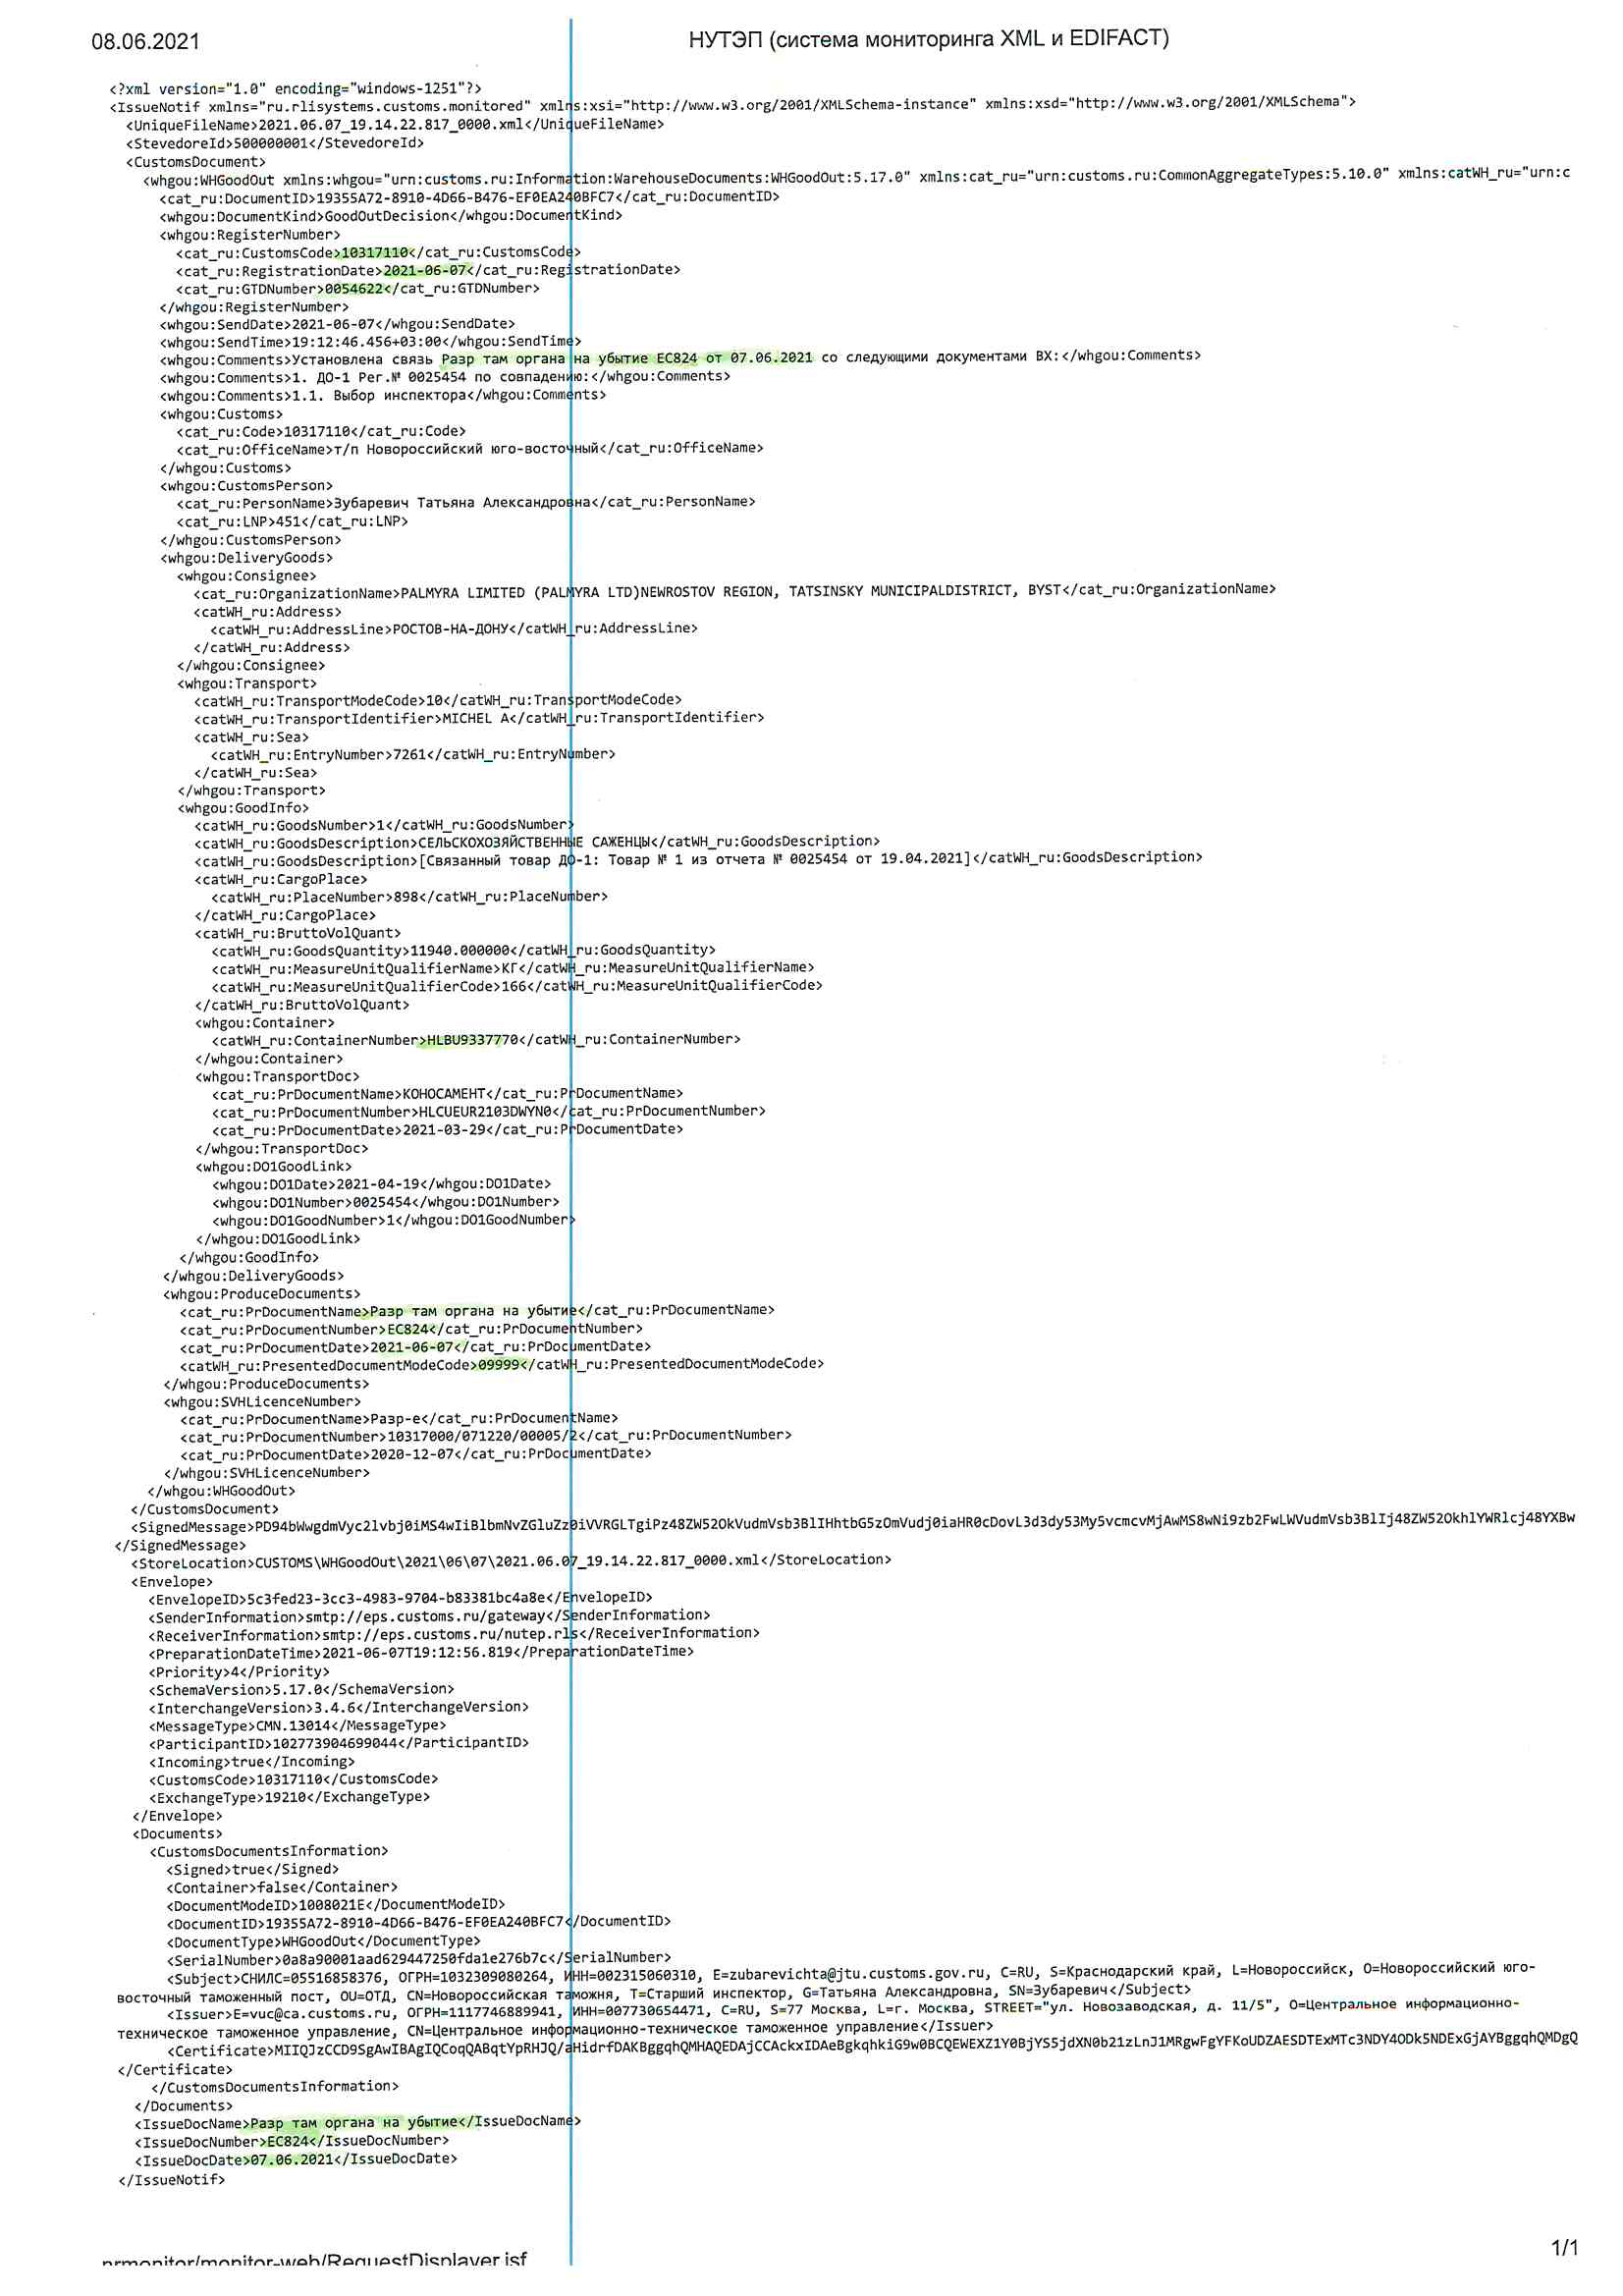 08.06.2021 НУТЭП (система мониторинга XML и EDIFACT)
<?xml version="1.0" encoding="windows-1251"?>
<IssueNotif xmlns="ru.rlisystems.customs.monitored" xmlns:xsi="http://www.w3.org/2001/XMLSchema-instance" xmlns:xsd="http://www.w3.org/2001/XMLSchema">
<UniqueFileName>2021.06.07_19.14.22.817_0000.xml</UniqueFileName>
<StevedoreId>500000001</StevedoreId>
<CustomsDocument>
<whgou:WHGoodOut xmlns:whgou="urn:customs.ru:Information:WarehouseDocuments:WHGoodOut:5.17.0" xmlns:cat_ru="urn:customs.ru:CommonAggregateTypes:5.10.0" xmlns:catWH_ru="urn:c
<cat_ru:DocumentID>19355A72-8910-4D66-B476-EF0EA240BFC7</cat_ru:DocumentID>
<whgou:DocumentKind>GoodOutDecision</whgou:DocumentKind>
<whgou:RegisterNumber>
<cat_ru:CustomsCode>10317110</cat_ru:CustomsCode>
<cat_ru:RegistrationDate>2021-06-07</cat_ru:RegistrationDate>
<cat_ru:GTDNumber>0054622</cat_ru:GTDNumber>
</whgou:RegisterNumber>
<whgou:SendDate>2021-06-07</whgou:SendDate>
<whgou:SendTime>19:12:46.456+03:00</whgou:SendTime>
<whgou:Comments>Установлена связь Разр там органа на убытие ЕС824 от 07.06.2021 со следующими документами ВХ:</whgou:Comments>
<whgou:Comments>1. ДО-1 Рег.№ 0025454 по совпадению:</whgou:Comments>
<whgou:Comments>1.1. Выбор инспектора</whgou:Comments>
<whgou:Customs>
<cat_ru:Code>10317110</cat_ru:Code>
<cat_ru:OfficeName>т/п Новороссийский юго-восточный</cat_ru:OfficeName>
</whgou:Customs>
<whgou:CustomsPerson>
<cat_ru:PersonName>Зубаревич Татьяна Александровна</cat_ru:PersonName>
<cat_ru:LNP>451</cat_ru:LNP>
</whgou:CustomsPerson>
<whgou:DeliveryGoods>
<whgou:Consignee>
<cat_ru:OrganizationName>PALMYRA LIMITED (PALMYRA LTD)NEWROSTOV REGION, TATSINSKY MUNICIPALDISTRICT, BYST</cat_ru:OrganizationName>
<catWH_ru:Address>
<catWH_ru:AddressLine>РОСТОВ-НА-ДОНУ</catWH_ru:AddressLine>
</catWH_ru:Address>
</whgou:Consignee>
<whgou:Transport>
<catWH_ru:TransportModeCode>10</catWH_ru:TransportModeCode>
<catWH_ru:TransportIdentifier>MICHEL A</catWH_ru:TransportIdentifier>
<catWH_ru:Sea>
<catWH_ru:EntryNumber>7261</catWH_ru:EntryNumber>
</catWH_ru:Sea>
</whgou:Transport>
<whgou:GoodInfo>
<catWH_ru:GoodsNumber>1</catWH_ru:GoodsNumber>
<catWH_ru:GoodsDescription>СЕЛЬСКОХОЗЯЙСТВЕННЫЕ САЖЕНЦЫ</catWH_ru:GoodsDescription>
<catWH_ru:GoodsDescription>[Связанный товар ДО-1: Товар № 1 из отчета № 0025454 от 19.04.2021]</catWH_ru:GoodsDescription>
<catWH_ru:CargoPlace>
<catWH_ru:PlaceNumber>898</catWH_ru:PlaceNumber>
</catWH_ru:CargoPlace>
<catWH_ru:BruttoVolQuant>
<catWH_ru:GoodsQuantity>11940.000000</catWH_ru:GoodsQuantity>
<catWH_ru:MeasureUnitQualifierName>КГ</catWH_ru:MeasureUnitQualifierName>
<catWH_ru:MeasureUnitQualifierCode>166</catWH_ru:MeasureUnitQualifierCode>
</catWH_ru:BruttoVolQuant>
<whgou:Container>
<catWH_ru:ContainerNumber>HLBU9337770</catWH_ru:ContainerNumber>
</whgou:Container>
<whgou:TransportDoc>
<cat_ru:PrDocumentName>КОНОСАМЕНТ</cat_ru:PrDocumentName>
<cat_ru:PrDocumentNumber>HLCUEUR2103DWYN0</cat_ru:PrDocumentNumber>
<cat_ru:PrDocumentDate>2021-03-29</cat_ru:PrDocumentDate>
</whgou:TransportDoc>
<whgou:DO1GoodLink>
<whgou:DO1Date>2021-04-19</whgou:DO1Date>
<whgou:DO1Number>0025454</whgou:DO1Number>
<whgou:DO1GoodNumber>1</whgou:DO1GoodNumber>
</whgou:DO1GoodLink>
</whgou:GoodInfo>
</whgou:DeliveryGoods>
<whgou:ProduceDocuments>
<cat_ru:PrDocumentName>Разр там органа на убытие</cat_ru:PrDocumentName>
<cat_ru:PrDocumentNumber>ЕС824</cat_ru:PrDocumentNumber>
<cat_ru:PrDocumentDate>2021-06-07</cat_ru:PrDocumentDate>
<catWH_ru:PresentedDocumentModeCode>09999</catWH_ru:PresentedDocumentModeCode>
</whgou:ProduceDocuments>
<whgou:SVHLicenceNumber>
<cat_ru:PrDocumentName>Разр-е</cat_ru:PrDocumentName>
<cat_ru:PrDocumentNumber>10317000/071220/00005/2</cat_ru:PrDocumentNumber>
<cat_ru:PrDocumentDate>2020-12-07</cat_ru:PrDocumentDate>
</whgou:SVHLicenceNumber>
</whgou:WHGoodOut>
</CustomsDocument>
<SignedMessage>PD94bWwgdmVyc2lvbj0iMS4wIiBlbmNvZGluZz0iVVRGLTgiPz48ZW52OkVudmVsb3BlIHhtbG5zOmVudj0iaHR0cDovL3d3dy53My5vcmcvMjAwMS8wNi9zb2FwLWVudmVsb3BlIj48ZW52OkhlYWRlcj48YXBw
</SignedMessage>
<StoreLocation>CUSTOMS\WHGoodOut\2021\06\07\2021.06.07_19.14.22.817_0000.xml</StoreLocation>
<Envelope>
<EnvelopeID>5c3fed23-3cc3-4983-9704-b83381bc4a8e</EnvelopeID>
<SenderInformation>smtp://eps.customs.ru/gateway</SenderInformation>
<ReceiverInformation>smtp://eps.customs.ru/nutep.rls</ReceiverInformation>
<PreparationDateTime>2021-06-07T19:12:56.819</PreparationDateTime>
<Priority>4</Priority>
<SchemaVersion>5.17.0</SchemaVersion>
<InterchangeVersion>3.4.6</InterchangeVersion>
<MessageType>CMN.13014</MessageType>
<ParticipantID>102773904699044</ParticipantID>
<Incoming>true</Incoming>
<CustomsCode>10317110</CustomsCode>
<ExchangeType>19210</ExchangeType>
</Envelope>
<Documents>
<CustomsDocumentsInformation>
<Signed>true</Signed>
<Container>false</Container>
<DocumentModeID>1008021E</DocumentModeID>
<DocumentID>19355A72-8910-4D66-B476-EF0EA240BFC7</DocumentID>
<DocumentType>WHGoodOut</DocumentType>
<SerialNumber>0a8a90001aad629447250fda1e276b7c</SerialNumber>
<Subject>СНИЛС=05516858376, ОГРН=1032309080264, ИНН=002315060310, E=zubarevichta@jtu.customs.gov.ru, C=RU, S=Краснодарский край, L=Новороссийск, O=Новороссийский юго-
восточный таможенный пост, OU=ОТД, CN=Новороссийская таможня, T=Старший инспектор, G=Татьяна Александровна, SN=Зубаревич</Subject>
<Issuer>E=vuc@ca.customs.ru, ОГРН=1117746889941, ИНН=007730654471, C=RU, S=77 Москва, L=г. Москва, STREET="ул. Новозаводская, д. 11/5", O=Центральное информационно-
техническое таможенное управление, CN=Центральное информационно-техническое таможенное управление</Issuer>
<Certificate>MIIQJzCCD9SgAwIBAgIQCoqQABqtYpRHJQ/aHidrfDAKBggqhQMHAQEDAjCCAckxIDAeBgkqhkiG9w0BCQEWEXZ1Y0BjYS5jdXN0b21zLnJ1MRgwFgYFKoUDZAESDTExMTc3NDY4ODk5NDExGjAYBggqhQMDgQ
</Certificate>
</CustomsDocumentsInformation>
</Documents>
<IssueDocName>Разр там органа на убытие</IssueDocName>
<IssueDocNumber>ЕС824</IssueDocNumber>
<IssueDocDate>07.06.2021</IssueDocDate>
</IssueNotif>
nrmonitor/monitor-web/RequestDisplayer.jsf 1/1